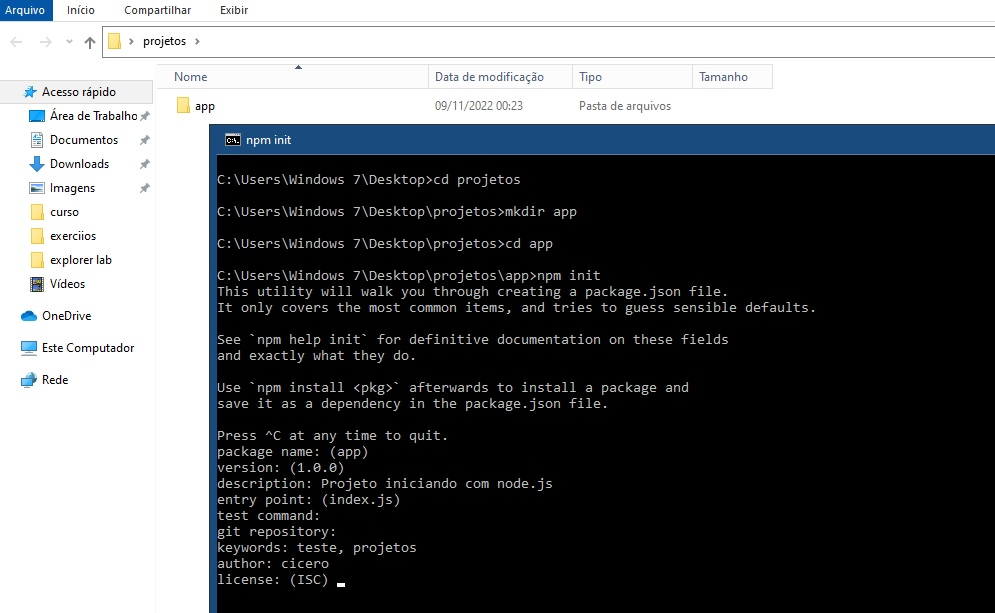 Arquivo Início Compartilhar Exibir
projetos
Nome Data de modificação Tipo Tamanho
Acesso rápido
app 09/11/2022 00:23 Pasta de arquivos
Área de Trabalho
Documentos
Downloads
Imagens
curso
exerciios
explorer lab
Vídeos
OneDrive
Este Computador
Rede
npm init
C:\Users\Windows 7\Desktop>cd projetos
C:\Users\Windows 7\Desktop\projetos>mkdir app
C:\Users\Windows 7\Desktop\projetos>cd app
C:\Users\Windows 7\Desktop\projetos\app>npm init
This utility will walk you through creating a package.json file.
It only covers the most common items, and tries to guess sensible defaults.
See `npm help init` for definitive documentation on these fields
and exactly what they do.
Use `npm install <pkg>` afterwards to install a package and
save it as a dependency in the package.json file.
Press ^C at any time to quit.
package name: (app)
version: (1.0.0)
description: Projeto iniciando com node.js
entry point: (index.js)
test command:
git repository:
keywords: teste, projetos
author: cicero
license: (ISC)